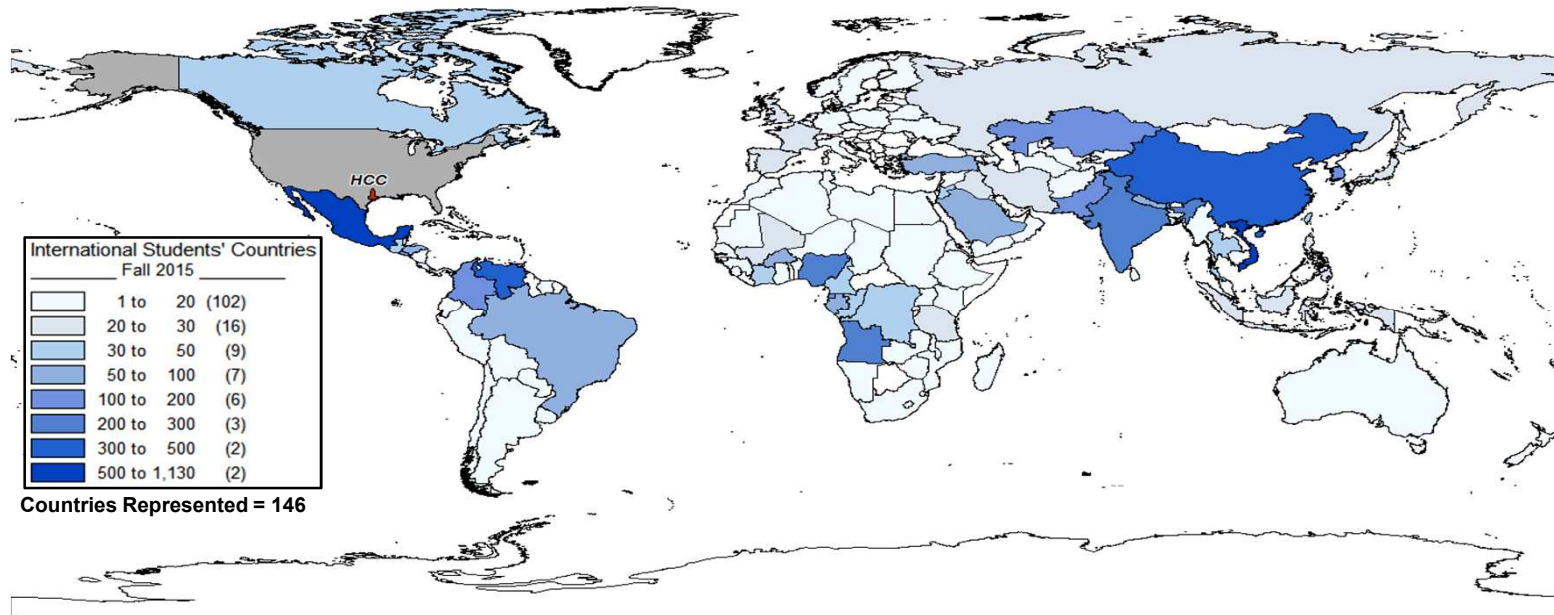 HCC
International Students' Countries
Fall 2015
1 to 20 (102)
20 to 30 (16)
30 to 50 (9)
50 to 100 (7)
100 to 200 (6)
200 to 300 (3)
300 to 500 (2)
500 to 1,130 (2)
Countries Represented = 146